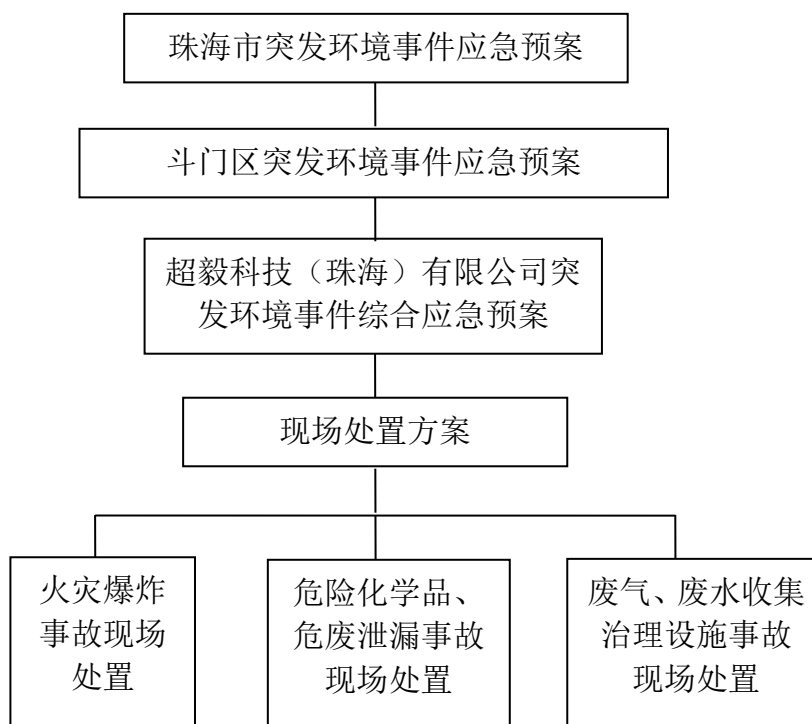 珠海市突发环境事件应急预案
斗门区突发环境事件应急预案
超毅科技（珠海）有限公司突
发环境事件综合应急预案
现场处置方案
火灾爆炸
事故现场
处置
危险化学品、
危废泄漏事故
现场处置
废气、废水收集
治理设施事故
现场处置